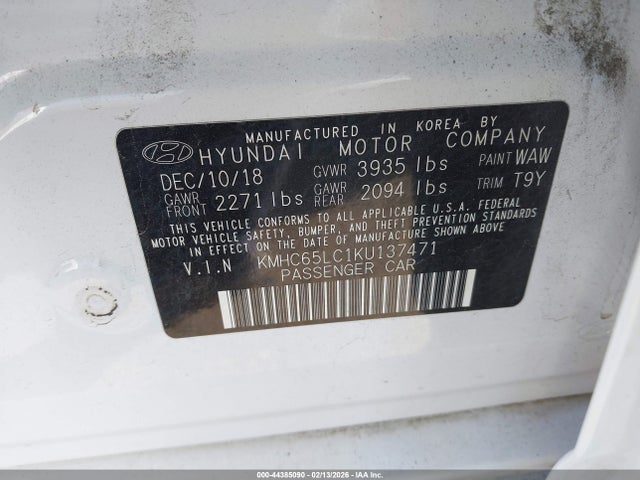 MANUFACTURED IN KOREA BY
HYUNDAI MOTOR COMPANY
DEC/10/18 GVWR 3935 lbs PAINT WAW
GAWR FRONT 2271 lbs GAWR REAR 2094 lbs TRIM T9Y
THIS VEHICLE CONFORMS TO ALL APPLICABLE U.S.A. FEDERAL
MOTOR VEHICLE SAFETY, BUMPER, AND THEFT PREVENTION STANDARDS
IN EFFECT ON THE DATE OF MANUFACTURE SHOWN ABOVE.
V.I.N KMHC65LC1KU137471
PASSENGER CAR
000-44385090 - 02/13/2026 - COPYRIGHT IAA, INC.